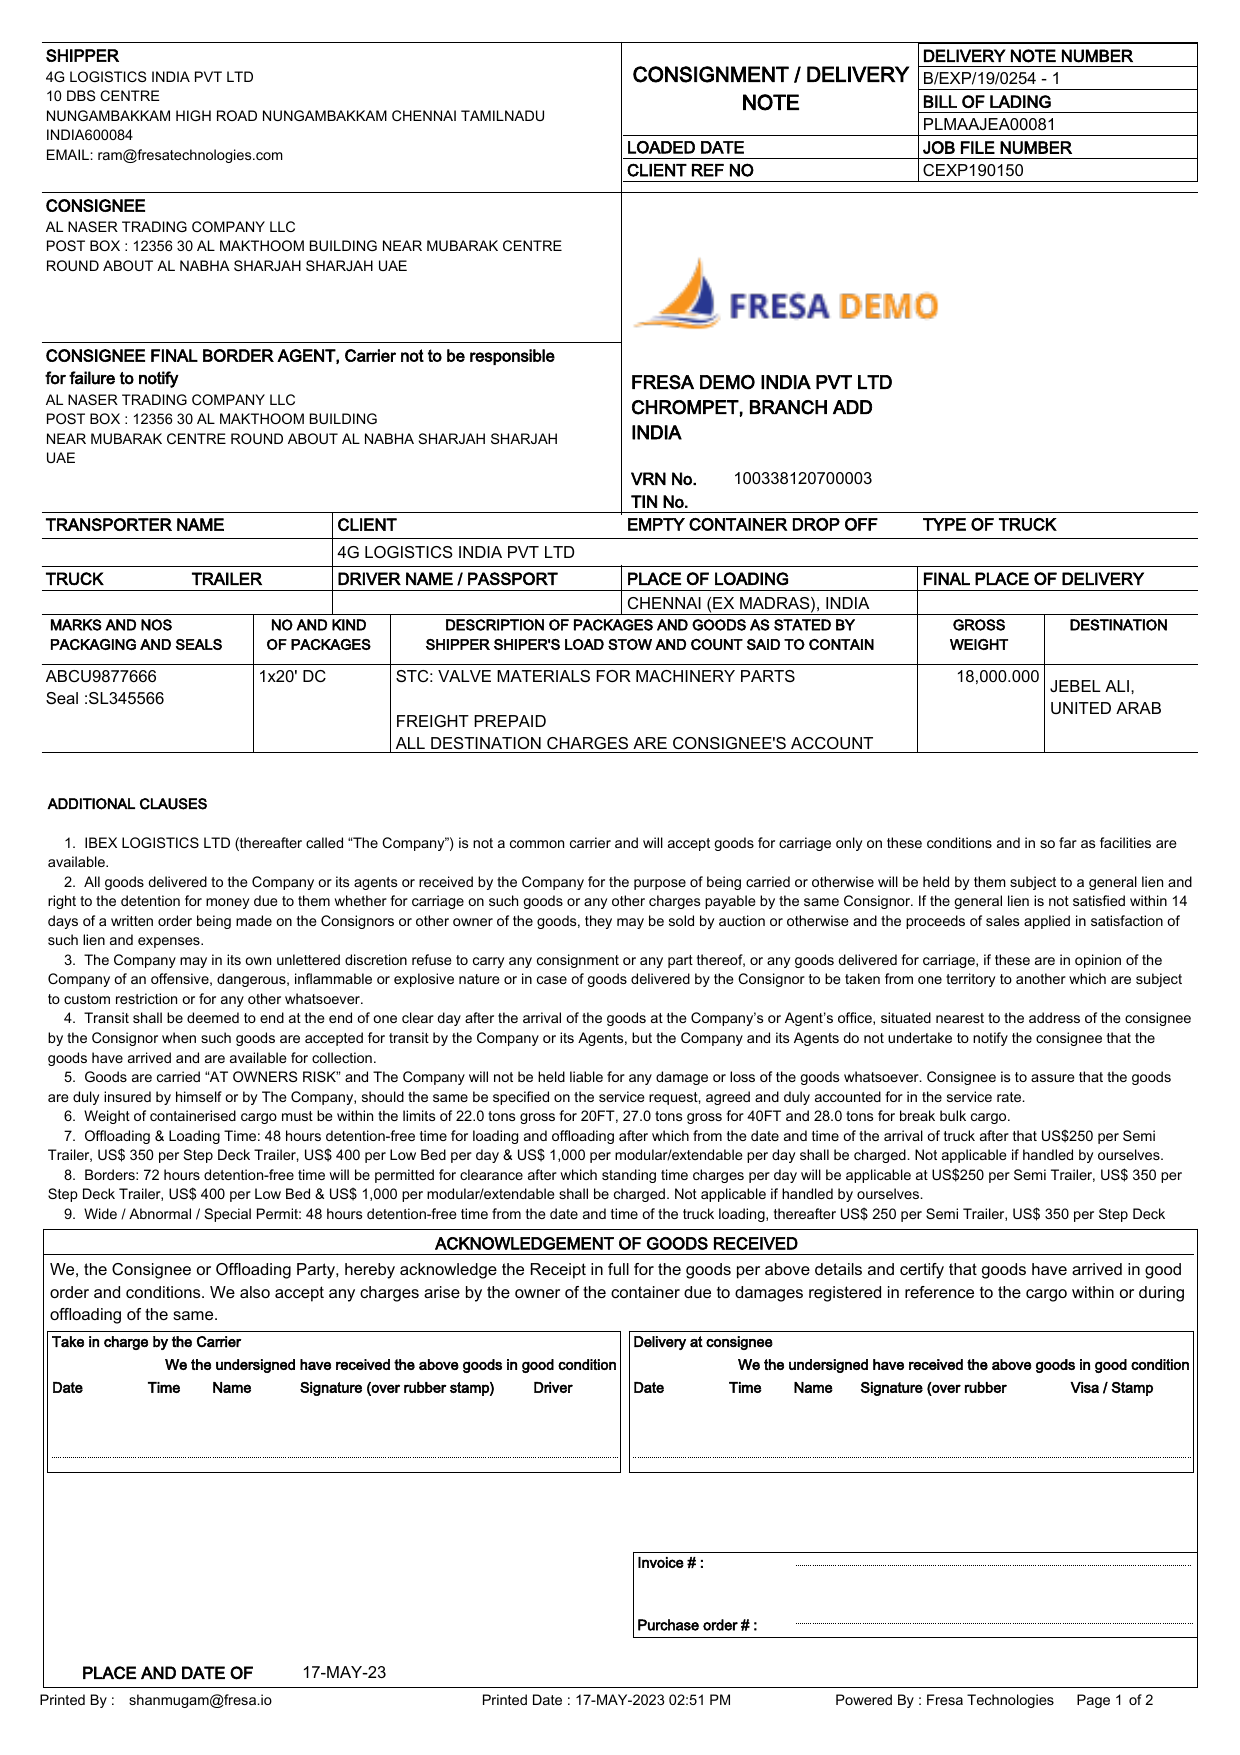 SHIPPER
4G LOGISTICS INDIA PVT LTD
10 DBS CENTRE
NUNGAMBAKKAM HIGH ROAD NUNGAMBAKKAM CHENNAI TAMILNADU
INDIA600084
EMAIL: ram@fresatechnologies.com
CONSIGNMENT / DELIVERY
NOTE
DELIVERY NOTE NUMBER
B/EXP/19/0254 - 1
BILL OF LADING
PLMAAJEA00081
LOADED DATE
JOB FILE NUMBER
CLIENT REF NO
CEXP190150
CONSIGNEE
AL NASER TRADING COMPANY LLC
POST BOX : 12356 30 AL MAKTHOOM BUILDING NEAR MUBARAK CENTRE
ROUND ABOUT AL NABHA SHARJAH SHARJAH UAE
FRESA DEMO
CONSIGNEE FINAL BORDER AGENT, Carrier not to be responsible
for failure to notify
AL NASER TRADING COMPANY LLC
POST BOX : 12356 30 AL MAKTHOOM BUILDING
NEAR MUBARAK CENTRE ROUND ABOUT AL NABHA SHARJAH SHARJAH
UAE
FRESA DEMO INDIA PVT LTD
CHROMPET, BRANCH ADD
INDIA
VRN No. 100338120700003
TIN No.
TRANSPORTER NAME CLIENT EMPTY CONTAINER DROP OFF TYPE OF TRUCK
4G LOGISTICS INDIA PVT LTD
TRUCK TRAILER DRIVER NAME / PASSPORT PLACE OF LOADING FINAL PLACE OF DELIVERY
CHENNAI (EX MADRAS), INDIA
MARKS AND NOS
PACKAGING AND SEALS
NO AND KIND
OF PACKAGES
DESCRIPTION OF PACKAGES AND GOODS AS STATED BY
SHIPPER SHIPER'S LOAD STOW AND COUNT SAID TO CONTAIN
GROSS
WEIGHT
DESTINATION
ABCU9877666
Seal :SL345566
1x20' DC
STC: VALVE MATERIALS FOR MACHINERY PARTS
FREIGHT PREPAID
ALL DESTINATION CHARGES ARE CONSIGNEE'S ACCOUNT
18,000.000
JEBEL ALI,
UNITED ARAB
ADDITIONAL CLAUSES
1. IBEX LOGISTICS LTD (thereafter called “The Company”) is not a common carrier and will accept goods for carriage only on these conditions and in so far as facilities are
available.
2. All goods delivered to the Company or its agents or received by the Company for the purpose of being carried or otherwise will be held by them subject to a general lien and
right to the detention for money due to them whether for carriage on such goods or any other charges payable by the same Consignor. If the general lien is not satisfied within 14
days of a written order being made on the Consignors or other owner of the goods, they may be sold by auction or otherwise and the proceeds of sales applied in satisfaction of
such lien and expenses.
3. The Company may in its own unlettered discretion refuse to carry any consignment or any part thereof, or any goods delivered for carriage, if these are in opinion of the
Company of an offensive, dangerous, inflammable or explosive nature or in case of goods delivered by the Consignor to be taken from one territory to another which are subject
to custom restriction or for any other whatsoever.
4. Transit shall be deemed to end at the end of one clear day after the arrival of the goods at the Company’s or Agent’s office, situated nearest to the address of the consignee
by the Consignor when such goods are accepted for transit by the Company or its Agents, but the Company and its Agents do not undertake to notify the consignee that the
goods have arrived and are available for collection.
5. Goods are carried “AT OWNERS RISK” and The Company will not be held liable for any damage or loss of the goods whatsoever. Consignee is to assure that the goods
are duly insured by himself or by The Company, should the same be specified on the service request, agreed and duly accounted for in the service rate.
6. Weight of containerised cargo must be within the limits of 22.0 tons gross for 20FT, 27.0 tons gross for 40FT and 28.0 tons for break bulk cargo.
7. Offloading & Loading Time: 48 hours detention-free time for loading and offloading after which from the date and time of the arrival of truck after that US$250 per Semi
Trailer, US$ 350 per Step Deck Trailer, US$ 400 per Low Bed per day & US$ 1,000 per modular/extendable per day shall be charged. Not applicable if handled by ourselves.
8. Borders: 72 hours detention-free time will be permitted for clearance after which standing time charges per day will be applicable at US$250 per Semi Trailer, US$ 350 per
Step Deck Trailer, US$ 400 per Low Bed & US$ 1,000 per modular/extendable shall be charged. Not applicable if handled by ourselves.
9. Wide / Abnormal / Special Permit: 48 hours detention-free time from the date and time of the truck loading, thereafter US$ 250 per Semi Trailer, US$ 350 per Step Deck
ACKNOWLEDGEMENT OF GOODS RECEIVED
We, the Consignee or Offloading Party, hereby acknowledge the Receipt in full for the goods per above details and certify that goods have arrived in good
order and conditions. We also accept any charges arise by the owner of the container due to damages registered in reference to the cargo within or during
offloading of the same.
Take in charge by the Carrier
We the undersigned have received the above goods in good condition
Date Time Name Signature (over rubber stamp) Driver
Delivery at consignee
We the undersigned have received the above goods in good condition
Date Time Name Signature (over rubber Visa / Stamp
Invoice # :
Purchase order # :
PLACE AND DATE OF 17-MAY-23
Printed By : shanmugam@fresa.io Printed Date : 17-MAY-2023 02:51 PM Powered By : Fresa Technologies Page 1 of 2